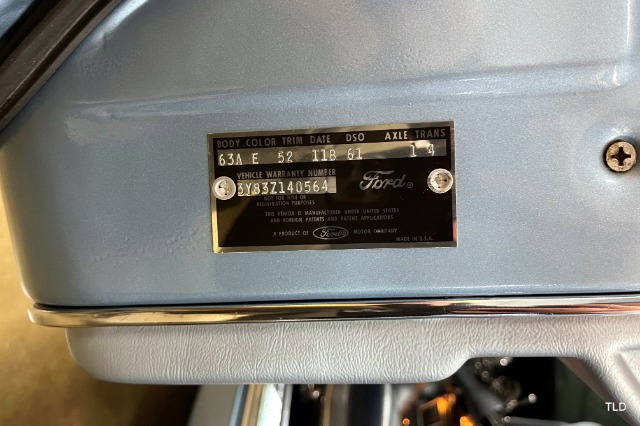 BODY COLOR TRIM DATE DSO AXLE TRANS
63A E 52 11B 61 1 4
VEHICLE WARRANTY NUMBER
3Y83Z140564 Ford ®
NOT FOR TITLE OR
REGISTRATION PURPOSES
THIS VEHICLE IS MANUFACTURED UNDER UNITED STATES
AND FOREIGN PATENTS AND PATENT APPLICATIONS
A PRODUCT OF Ford MOTOR COMPANY
MADE IN U.S.A.
TLD